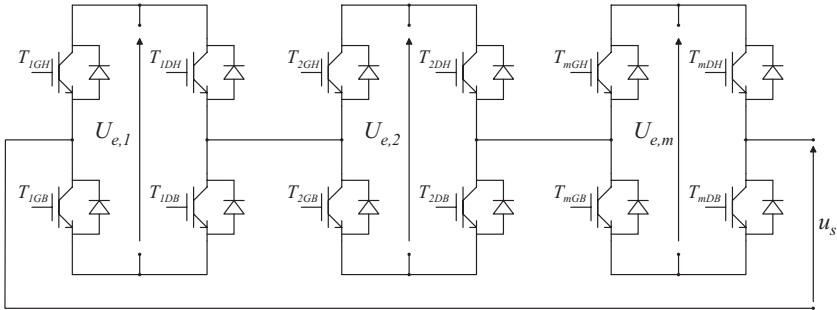 T1GH
T1DH
T2GH
T2DH
TmGH
TmDH
Ue,1
Ue,2
Ue,m
T1GB
T1DB
T2GB
T2DB
TmGB
TmDB
us